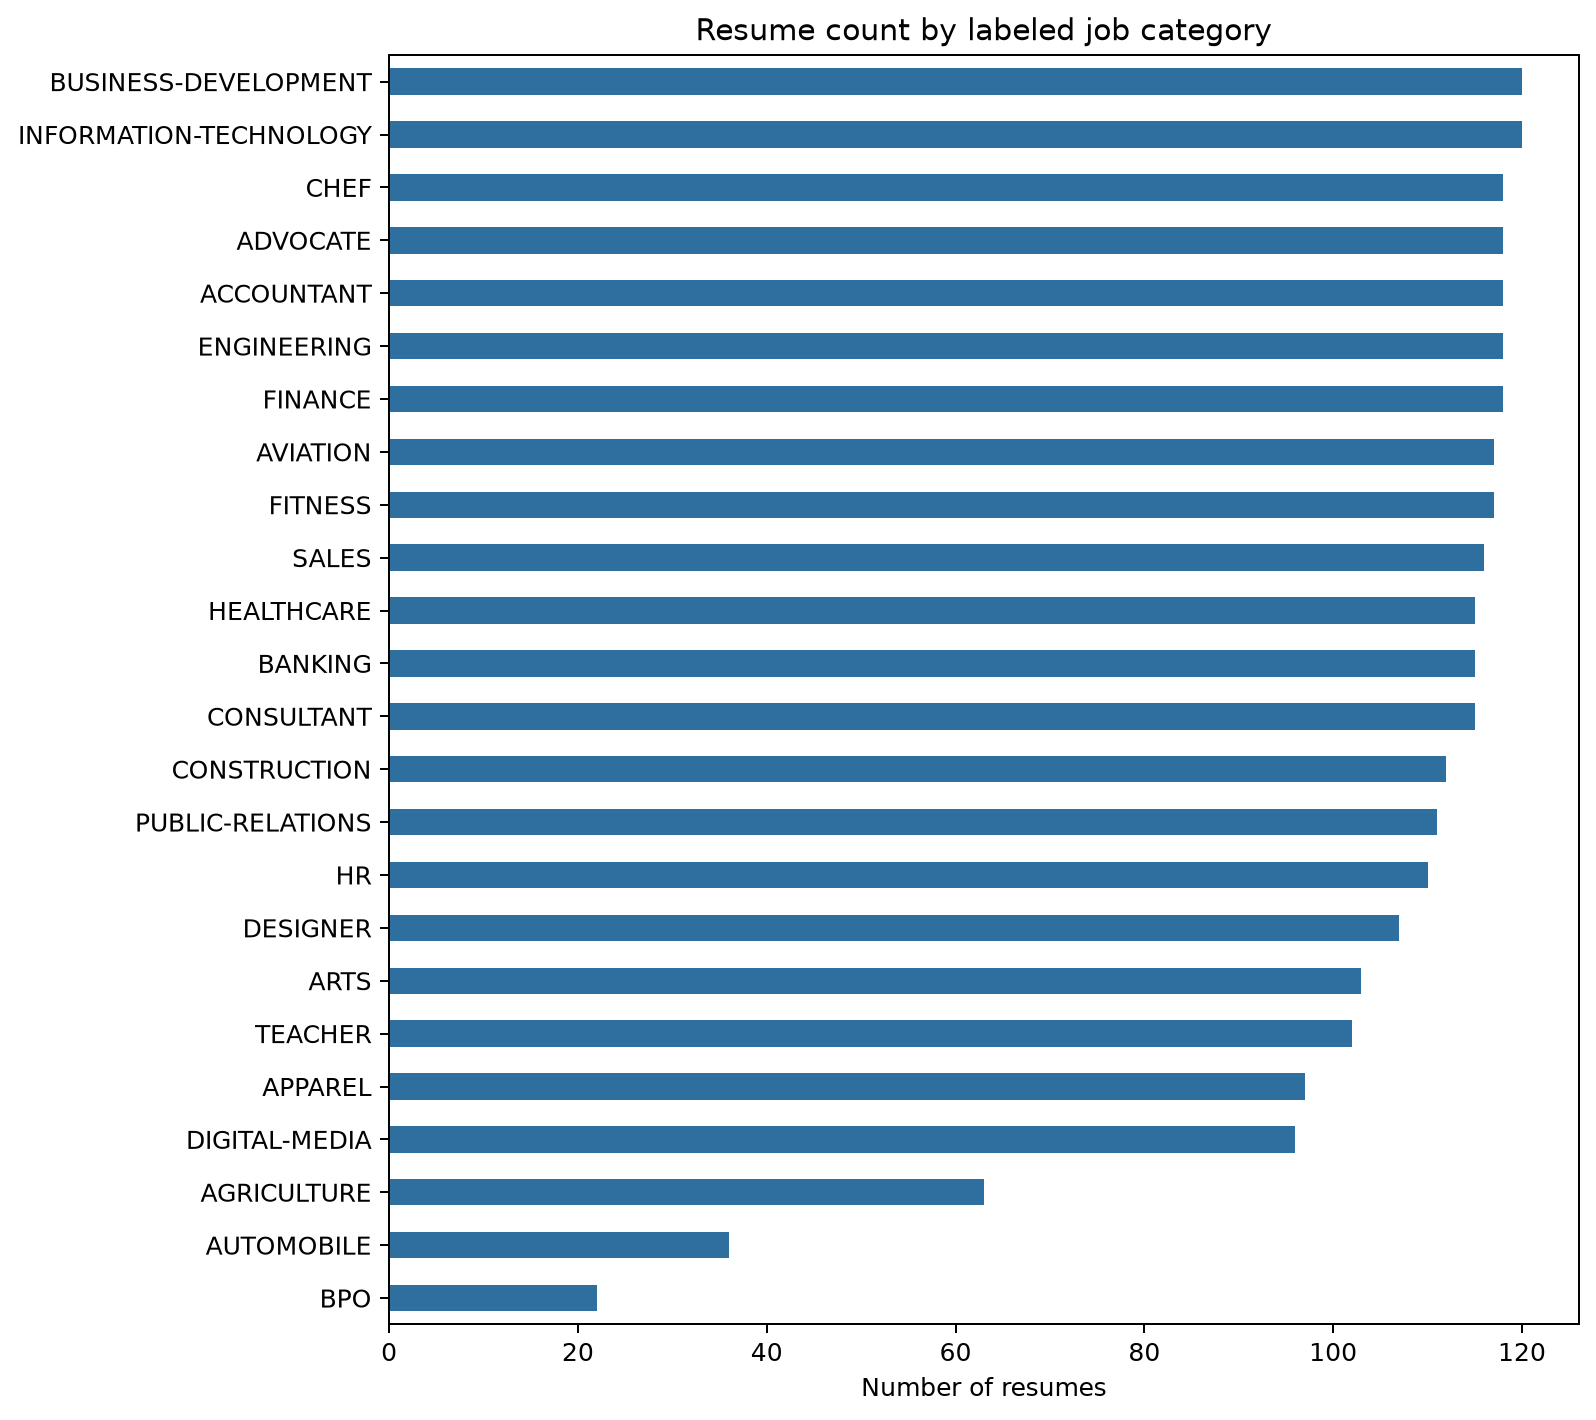 Resume count by labeled job category
BUSINESS-DEVELOPMENT
INFORMATION-TECHNOLOGY
CHEF
ADVOCATE
ACCOUNTANT
ENGINEERING
FINANCE
AVIATION
FITNESS
SALES
HEALTHCARE
BANKING
CONSULTANT
CONSTRUCTION
PUBLIC-RELATIONS
HR
DESIGNER
ARTS
TEACHER
APPAREL
DIGITAL-MEDIA
AGRICULTURE
AUTOMOBILE
BPO
0 20 40 60 80 100 120
Number of resumes